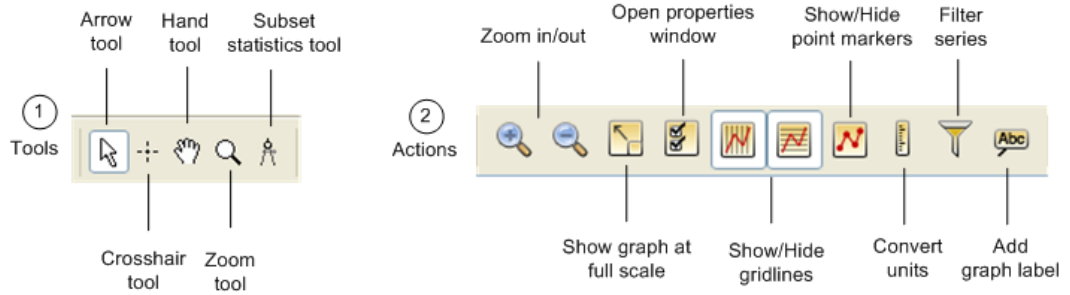 Arrow
tool
Hand
tool
Subset
statistics tool
1
Tools
Crosshair
tool
Zoom
tool
Zoom in/out
Open properties
window
Show/Hide
point markers
Filter
series
2
Actions
Abc
Show graph at
full scale
Show/Hide
gridlines
Convert
units
Add
graph label